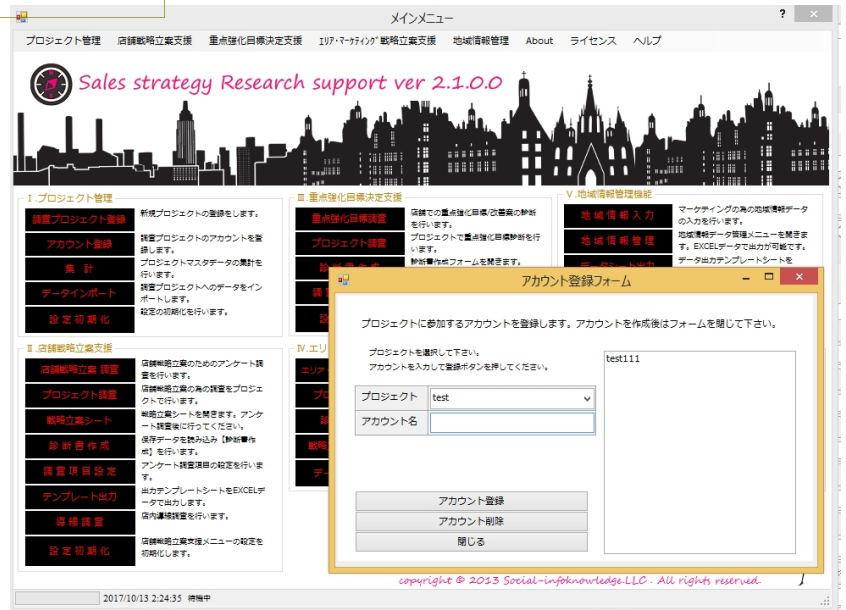 メインメニュー
?
プロジェクト管理 店舗戦略立案支援 重点強化目標決定支援 ｴﾘｱ･ﾏｰｹﾃｨﾝｸﾞ戦略立案支援 地域情報管理 About ライセンス ヘルプ
Sales strategy Research support ver 2.1.0.0
Ⅰ.プロジェクト管理
調査プロジェクト登録
新規プロジェクトの登録をします。
アカウント登録
調査プロジェクトのアカウントを登
録します。
集 計
プロジェクトマスタデータの集計を
行います。
データインポート
調査プロジェクトへのデータをイン
ポートします。
設 定 初 期 化
設定の初期化を行います。
Ⅱ.店舗戦略立案支援
店舗戦略立案 調査
店舗戦略立案のためのアンケート調
査を行います。
プロジェクト調査
店舗戦略立案の為の調査をプロジェ
クトで行います。
戦略立案シート
戦略立案シートを開きます。アンケ
ート調査後に行ってください。
診 断 書 作 成
保存データを読み込み【診断書作
成】を行います。
調 査 項 目 設 定
アンケート調査項目の設定を行いま
す。
テンプレート出力
出力テンプレートシートをEXCELデ
ータで出力します。
導 線 調 査
店内導線調査を行います。
設 定 初 期 化
店舗戦略立案支援メニューの設定を
初期化します。
Ⅲ.重点強化目標決定支援
重点強化目標調査
店舗での重点強化目標/改善案の診断
を行います。
プロジェクト調査
プロジェクトで重点強化目標診断を行
います。
診断書作成フォームを開きます。
Ⅳ.エリ
Ⅴ.地域情報管理機能
地 域 情 報 入 力
マーケティングの為の地域情報データ
の入力を行います。
地 域 情 報 管 理
地域情報データ管理メニューを開きま
す。EXCELデータで出力が可能です。
データシート出力
データ出力テンプレートシートを
アカウント登録フォーム
プロジェクトに参加するアカウントを登録します。アカウントを作成後はフォームを閉じて下さい。
プロジェクトを選択して下さい。
アカウントを入力して登録ボタンを押してください。
プロジェクト test
アカウント名
test111
アカウント登録
アカウント削除
閉じる
copyright © 2013 Social-infoknowledge.LLC . All rights reserved.
2017/10/13 2:24:35 待機中